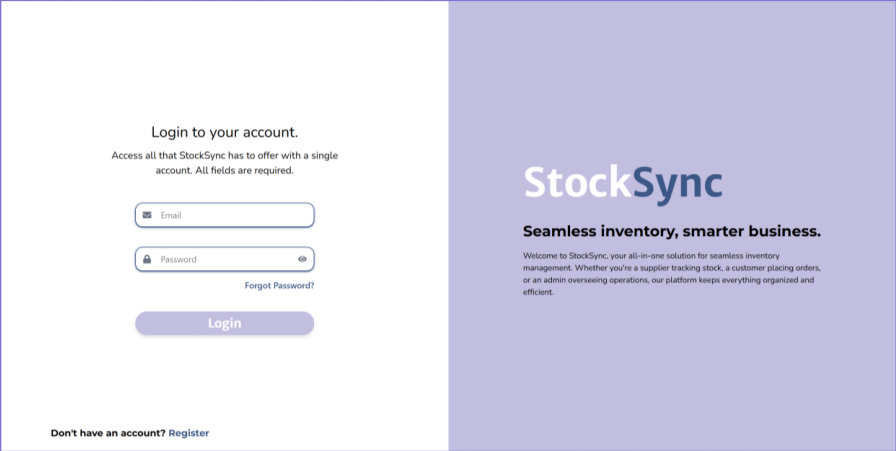 Login to your account.
Access all that StockSync has to offer with a single
account. All fields are required.
Email
Password
Forgot Password?
Login
Don't have an account? Register
StockSync
Seamless inventory, smarter business.
Welcome to StockSync, your all-in-one solution for seamless inventory
management. Whether you're a supplier tracking stock, a customer placing orders,
or an admin overseeing operations, our platform keeps everything organized and
efficient.